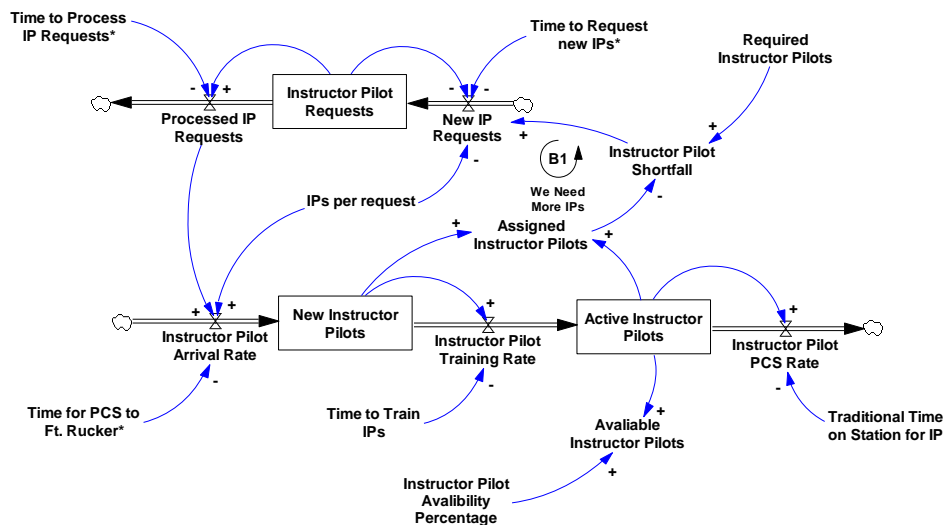 Time to Process
IP Requests*
Time to Request
new IPs*
Required
Instructor Pilots
-
+
Instructor Pilot
Requests
-
-
Processed IP
Requests
New IP
Requests
+
-
+
Instructor Pilot
Shortfall
-
B1
We Need
More IPs
IPs per request
+
Assigned
Instructor Pilots
+
+
+
New Instructor
Pilots
+
Active Instructor
Pilots
+
Instructor Pilot
Arrival Rate
-
Instructor Pilot
Training Rate
-
Instructor Pilot
PCS Rate
-
Time for PCS to
Ft. Rucker*
Time to Train
IPs
+
Avaliable
Instructor Pilots
+
Traditional Time
on Station for IP
Instructor Pilot
Avalibility
Percentage